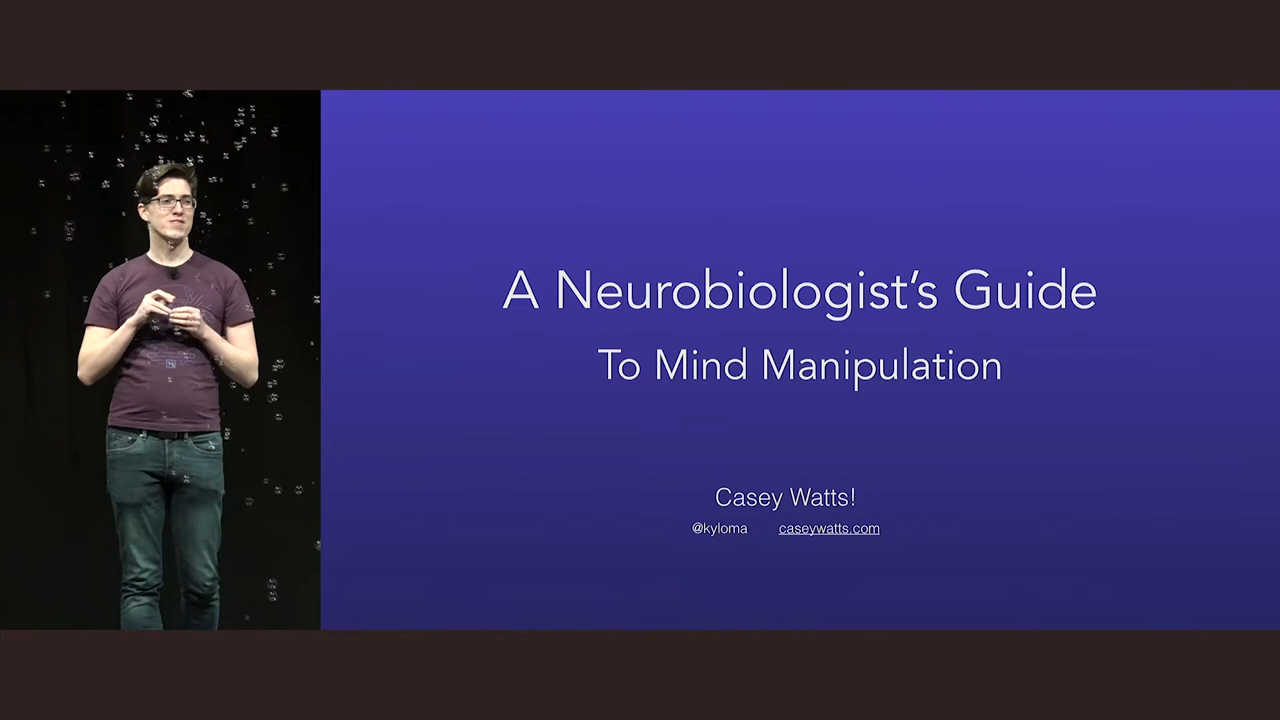 A Neurobiologist’s Guide
To Mind Manipulation
Casey Watts!
@kyloma caseywatts.com